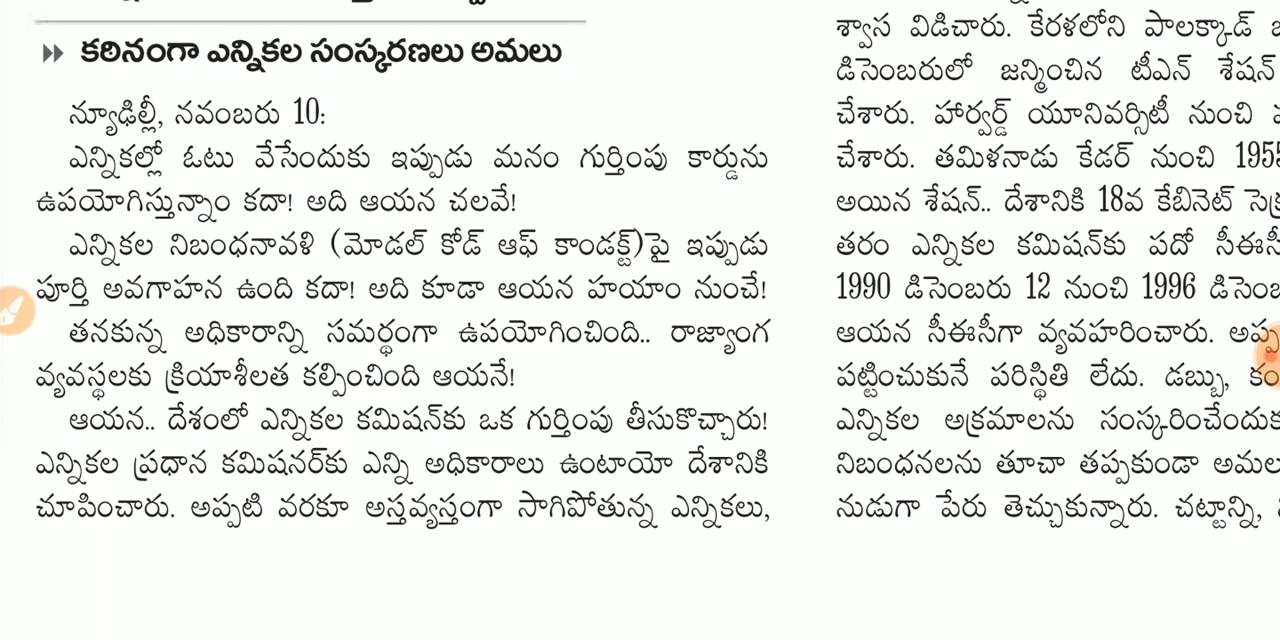 కఠినంగా ఎన్నికల సంస్కరణలు అమలు
న్యూఢిల్లీ, నవంబరు 10:
ఎన్నికల్లో ఓటు వేసేందుకు ఇప్పుడు మనం గుర్తింపు కార్డును
ఉపయోగిస్తున్నాం కదా! అది ఆయన చలవే!
ఎన్నికల నిబంధనావళి (మోడల్ కోడ్ ఆఫ్ కాండక్ట్)పై ఇప్పుడు
పూర్తి అవగాహన ఉంది కదా! అది కూడా ఆయన హయాం నుంచే!
తనకున్న అధికారాన్ని సమర్థంగా ఉపయోగించింది.. రాజ్యాంగ
వ్యవస్థలకు క్రియాశీలత కల్పించింది ఆయనే!
ఆయన.. దేశంలో ఎన్నికల కమిషన్‌కు ఒక గుర్తింపు తీసుకొచ్చారు!
ఎన్నికల ప్రధాన కమిషనర్‌కు ఎన్ని అధికారాలు ఉంటాయో దేశానికి
చూపించారు. అప్పటి వరకూ అస్తవ్యస్తంగా సాగిపోతున్న ఎన్నికలు,
శ్వాస విడిచారు. కేరళలోని పాలక్కాడ్
డిసెంబరులో జన్మించిన టీఎన్ శేషన్
చేశారు. హార్వర్డ్ యూనివర్సిటీ నుంచి
చేశారు. తమిళనాడు కేడర్ నుంచి 1955
అయిన శేషన్.. దేశానికి 18వ కేబినెట్
తరం ఎన్నికల కమిషన్‌కు పదో
1990 డిసెంబరు 12 నుంచి 1996
ఆయన సీఈసీగా వ్యవహరించారు.
పట్టించుకునే పరిస్థితి లేదు. డబ్బు,
ఎన్నికల అక్రమాలను
నిబంధనలను తూచా తప్పకుండా
నుడుగా పేరు తెచ్చుకున్నారు. చట్టాన్ని,